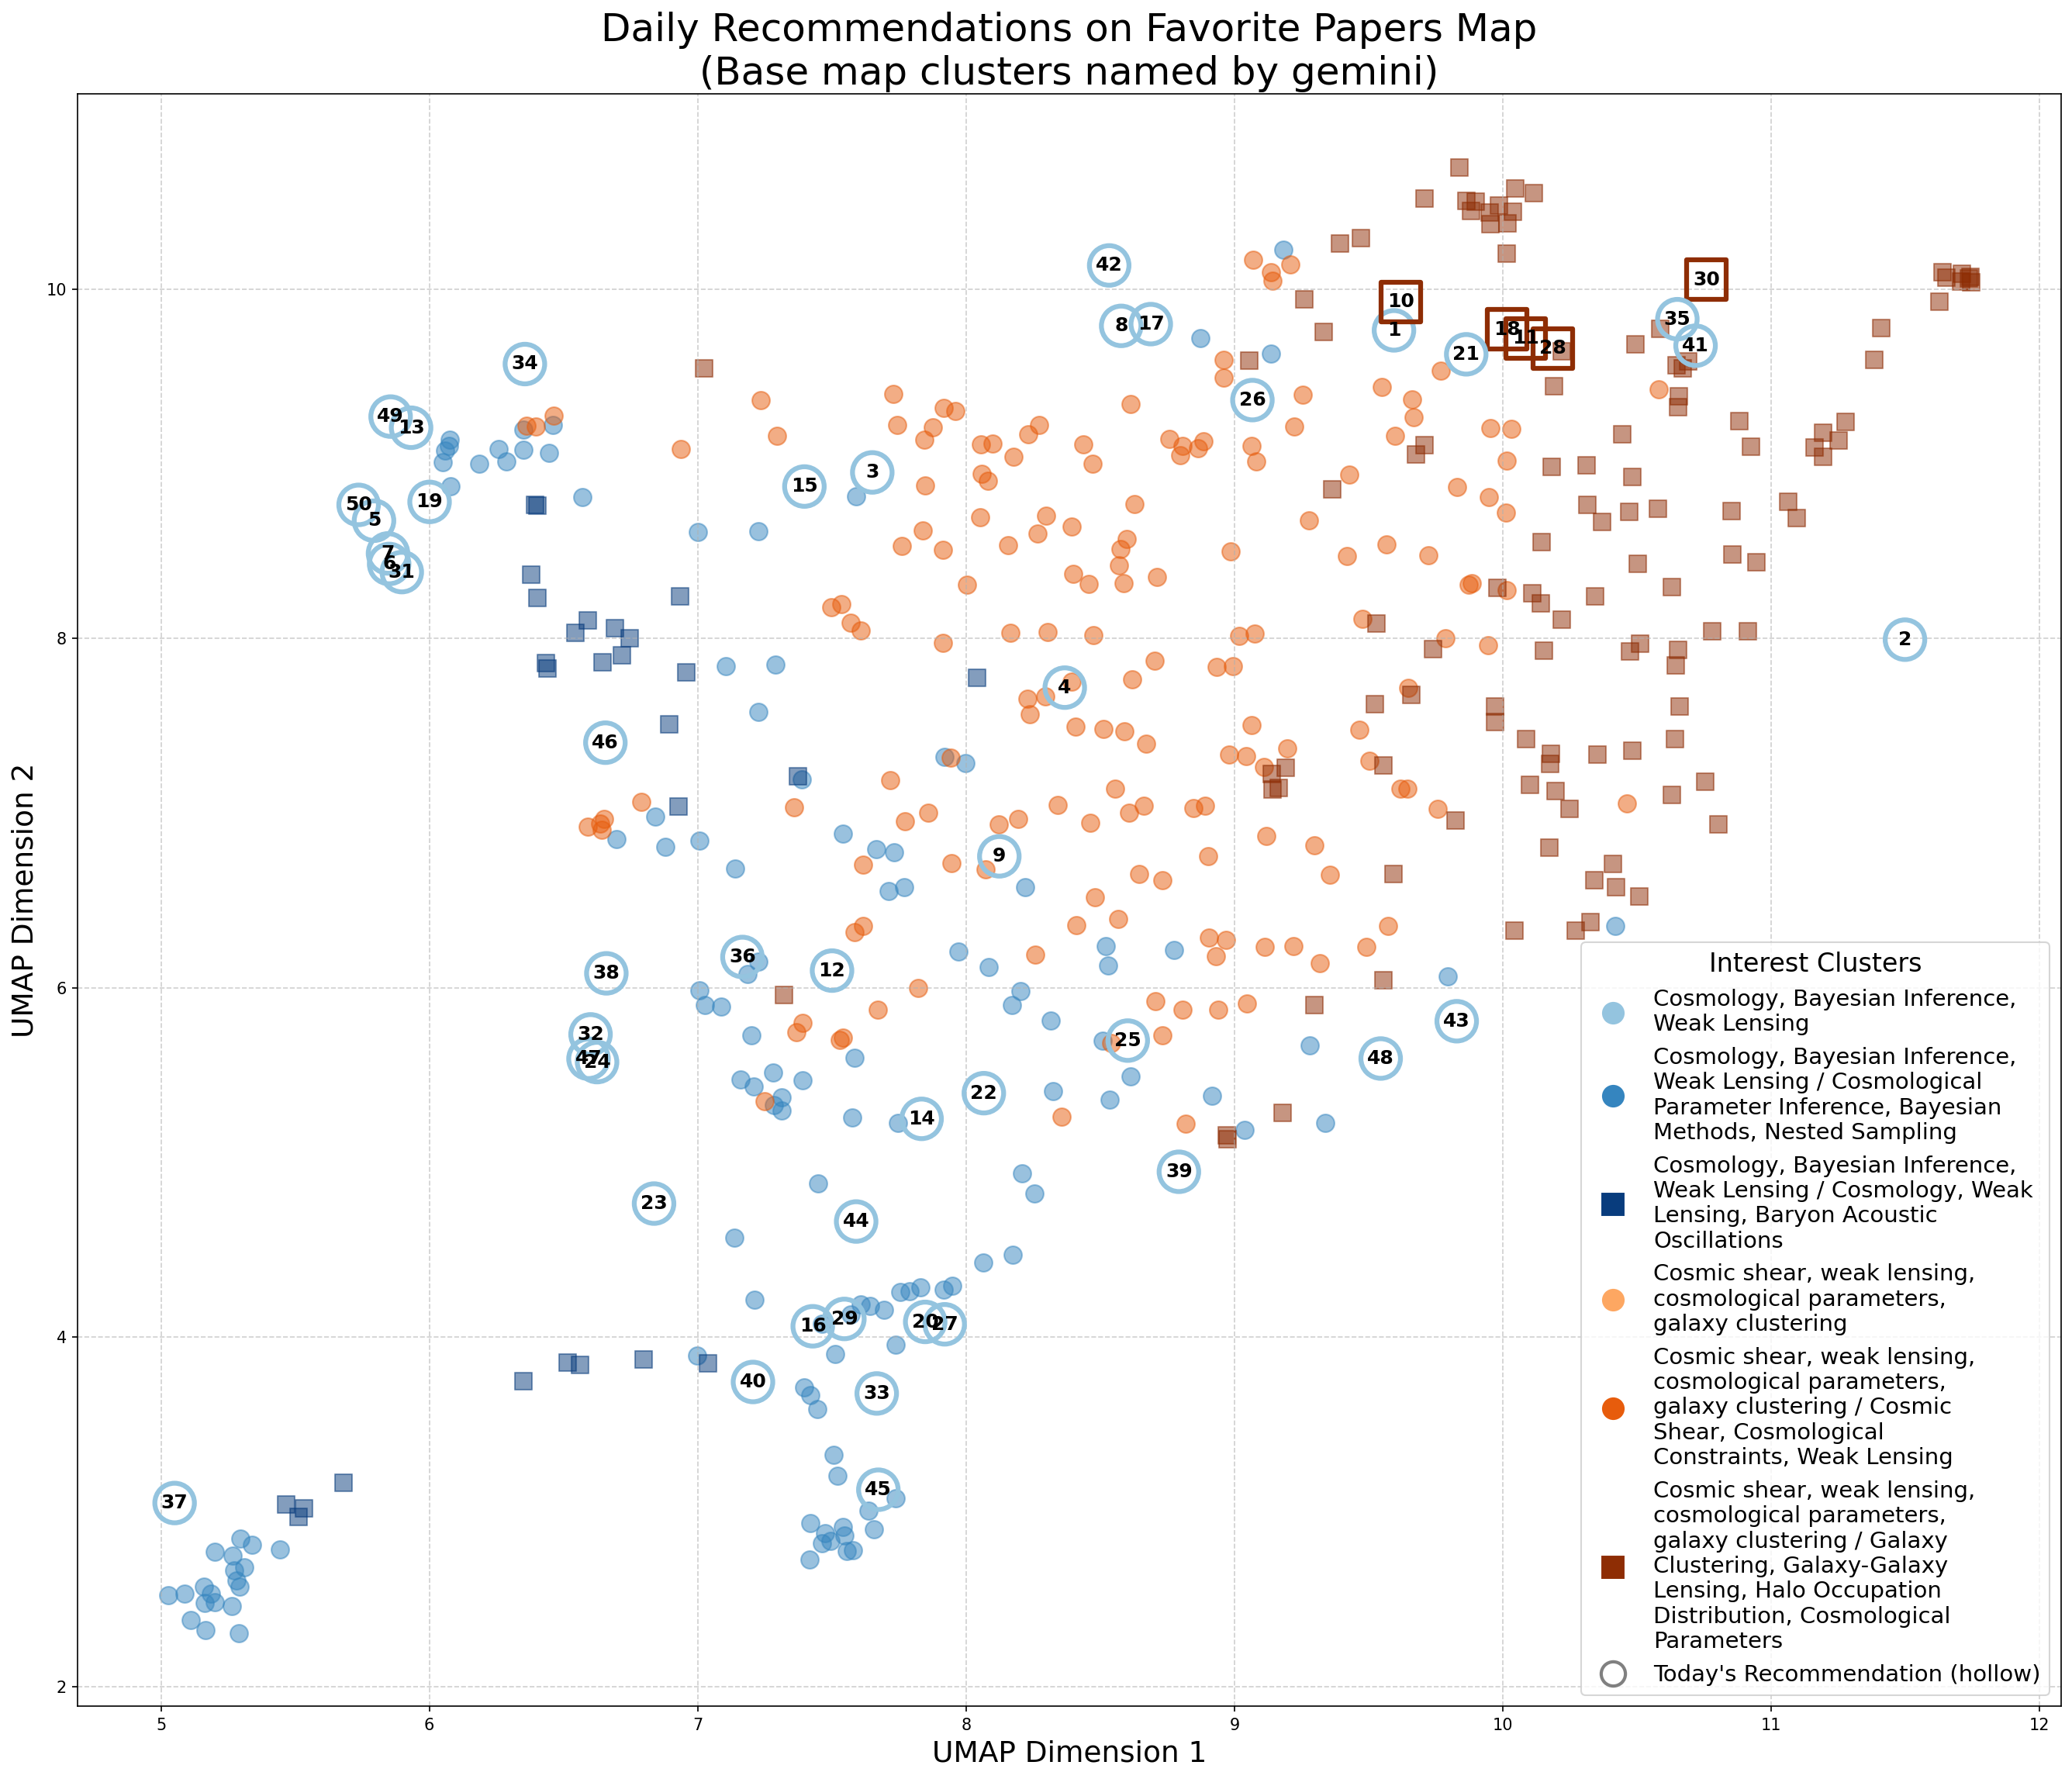 Daily Recommendations on Favorite Papers Map
(Base map clusters named by gemini)
42
10
30
8
17
1
18
11
28
35
41
21
34
26
49
13
3
15
50
5
19
7
6
31
2
4
46
9
36
12
38
32
47
24
25
43
48
22
14
39
23
44
16
29
20
27
40
33
45
37
10
8
6
4
2
UMAP Dimension 2
5
6
7
8
9
10
11
12
UMAP Dimension 1
Interest Clusters
Cosmology, Bayesian Inference,
Weak Lensing
Cosmology, Bayesian Inference,
Weak Lensing / Cosmological
Parameter Inference, Bayesian
Methods, Nested Sampling
Cosmology, Bayesian Inference,
Weak Lensing / Cosmology, Weak
Lensing, Baryon Acoustic
Oscillations
Cosmic shear, weak lensing,
cosmological parameters,
galaxy clustering
Cosmic shear, weak lensing,
cosmological parameters,
galaxy clustering / Cosmic
Shear, Cosmological
Constraints, Weak Lensing
Cosmic shear, weak lensing,
cosmological parameters,
galaxy clustering / Galaxy
Clustering, Galaxy-Galaxy
Lensing, Halo Occupation
Distribution, Cosmological
Parameters
Today's Recommendation (hollow)